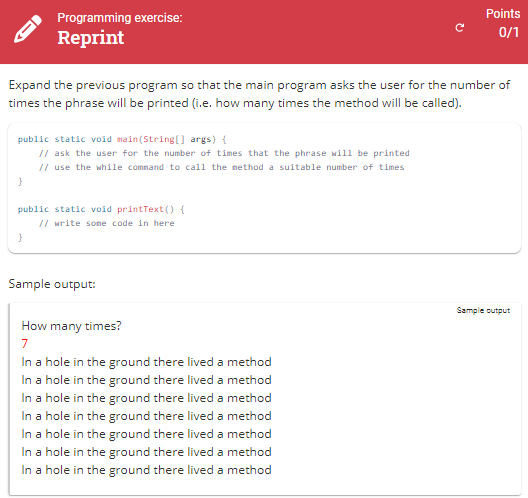 Programming exercise:
Reprint
Points
0/1
Expand the previous program so that the main program asks the user for the number of
times the phrase will be printed (i.e. how many times the method will be called).
public static void main(String[] args) {
    // ask the user for the number of times that the phrase will be printed
    // use the while command to call the method a suitable number of times
}
public static void printText() {
    // write some code in here
}
Sample output:
Sample output
How many times?
7
In a hole in the ground there lived a method
In a hole in the ground there lived a method
In a hole in the ground there lived a method
In a hole in the ground there lived a method
In a hole in the ground there lived a method
In a hole in the ground there lived a method
In a hole in the ground there lived a method